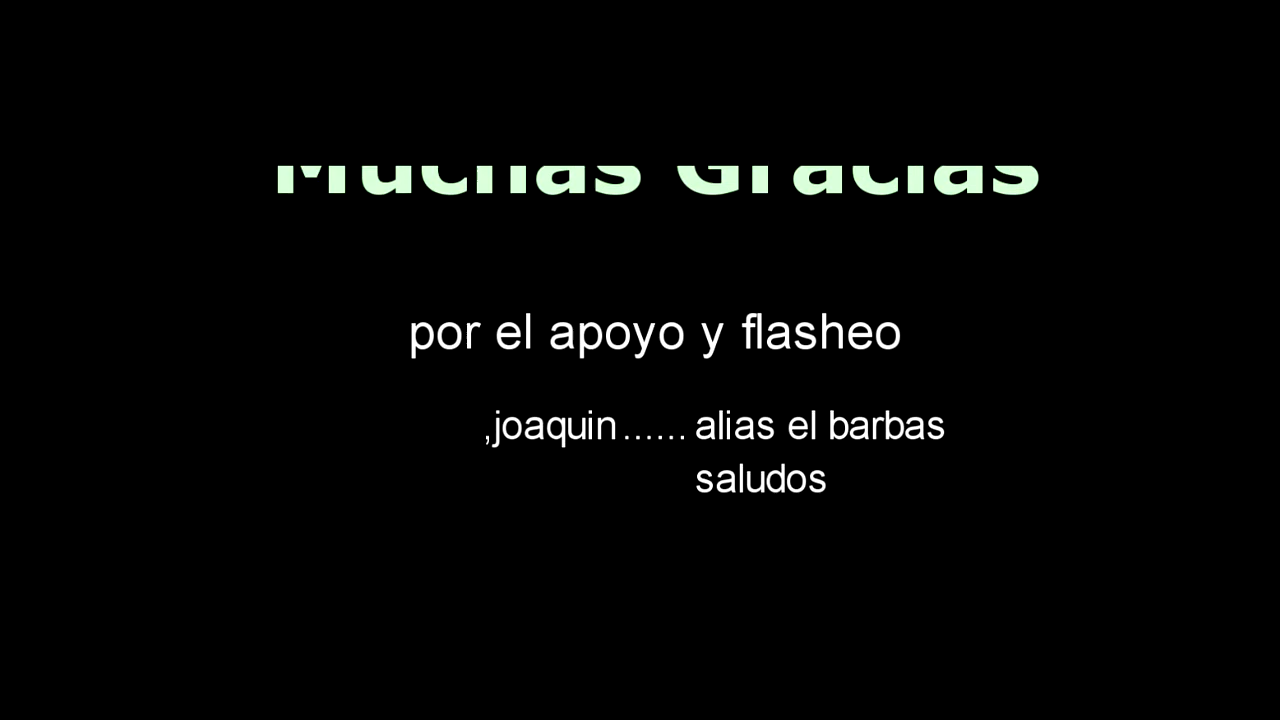 Muchas Gracias
por el apoyo y flasheo
,joaquin...... alias el barbas
saludos